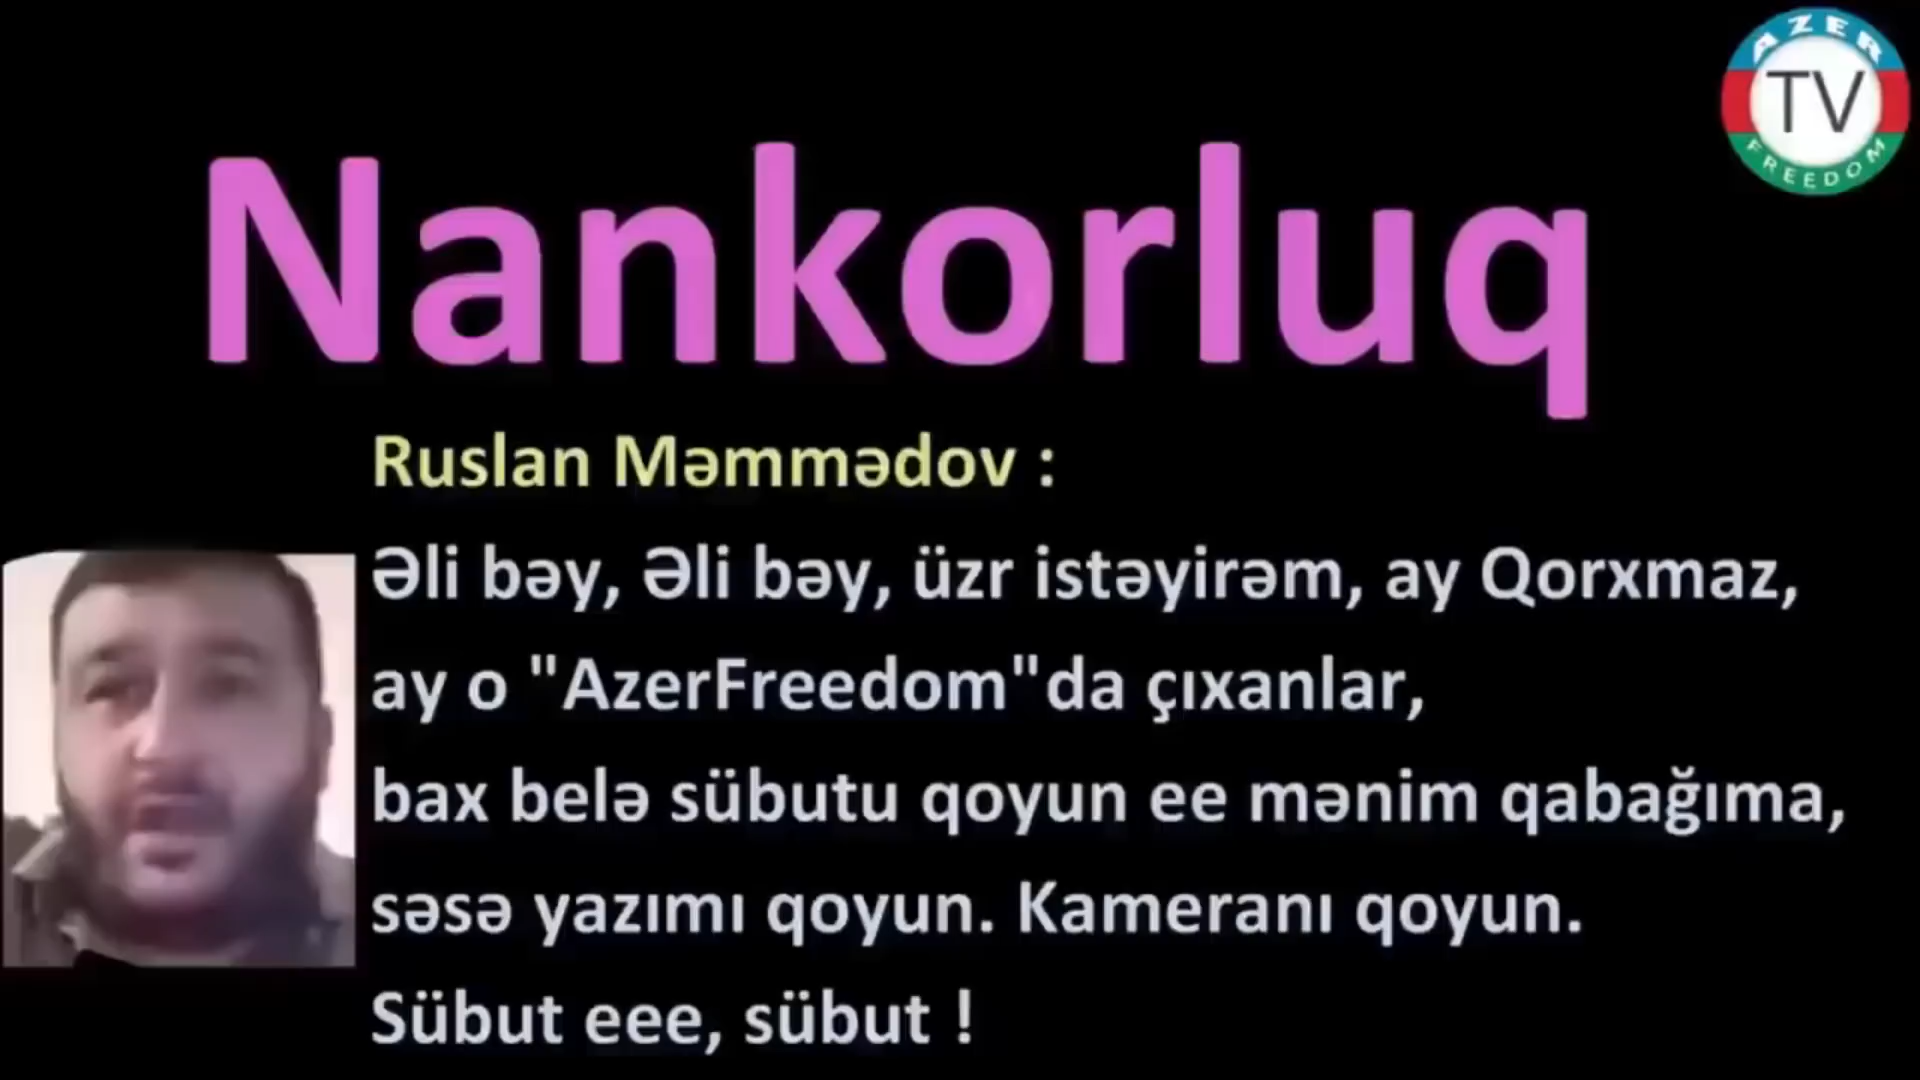 AZER
TV
FREEDOM
Nankorluq
Ruslan Məmmədov :
Əli bəy, Əli bəy, üzr istəyirəm, ay Qorxmaz,
ay o "AzerFreedom"da çıxanlar,
bax belə sübutu qoyun ee mənim qabağıma,
səsə yazımı qoyun. Kameranı qoyun.
Sübut eee, sübut !